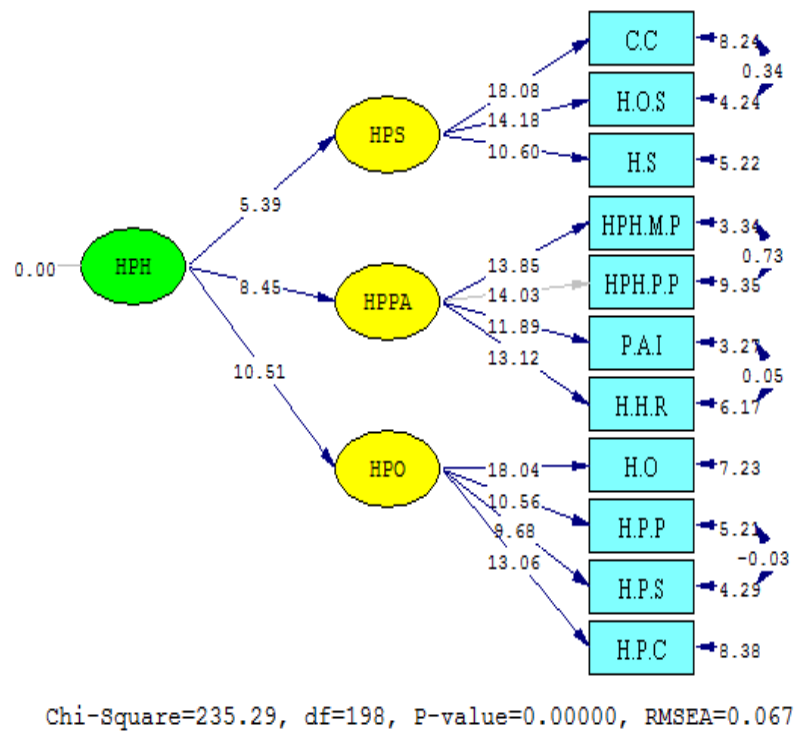 C.C
8.24
0.34
18.08
H.O.S
4.24
14.18
HPS
10.60
H.S
5.22
5.39
HPH.M.P
3.34
0.73
13.85
0.00
HPH
HPH.P.P
9.35
8.45
14.03
HPPA
11.89
P.A.I
3.27
13.12
0.05
10.51
H.H.R
6.17
HPO
18.04
H.O
7.23
10.56
H.P.P
5.21
9.68
-0.03
13.06
H.P.S
4.29
H.P.C
8.38
Chi-Square=235.29, df=198, P-value=0.00000, RMSEA=0.067